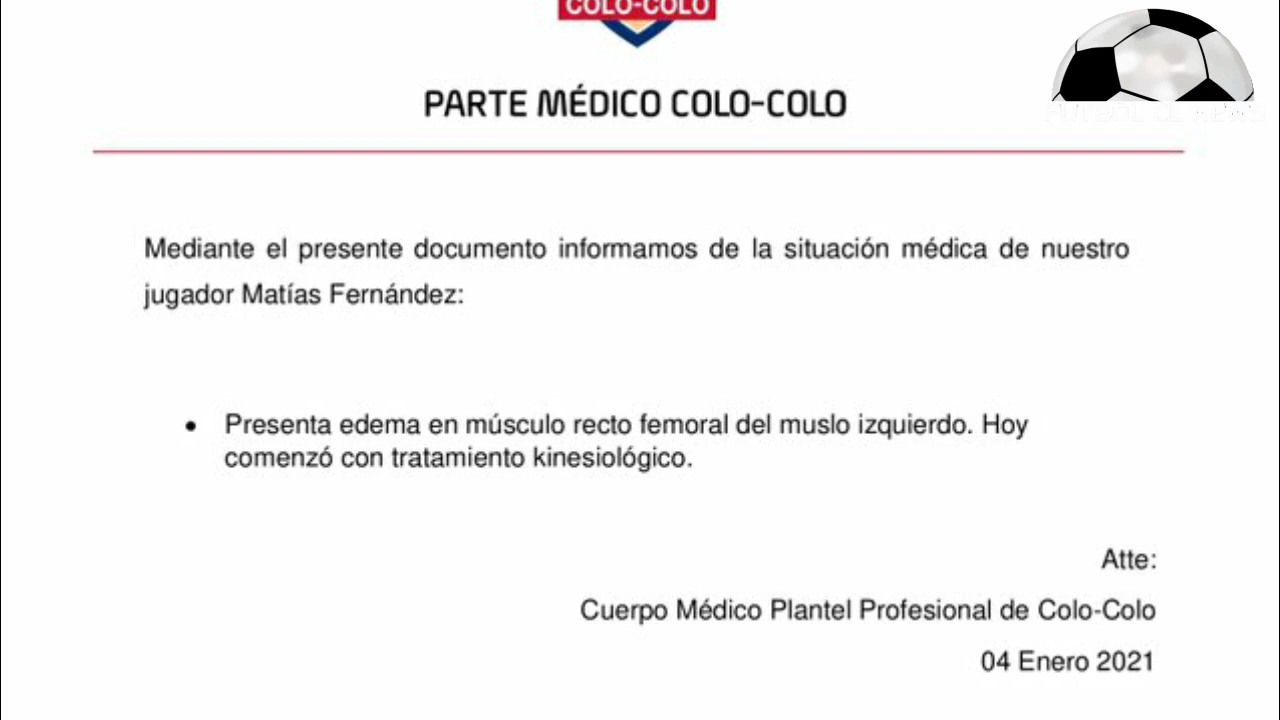 COLO-COLO
PARTE MÉDICO COLO-COLO
Mediante el presente documento informamos de la situación médica de nuestro
jugador Matías Fernández:
• Presenta edema en músculo recto femoral del muslo izquierdo. Hoy
comenzó con tratamiento kinesiológico.
Atte:
Cuerpo Médico Plantel Profesional de Colo-Colo
04 Enero 2021